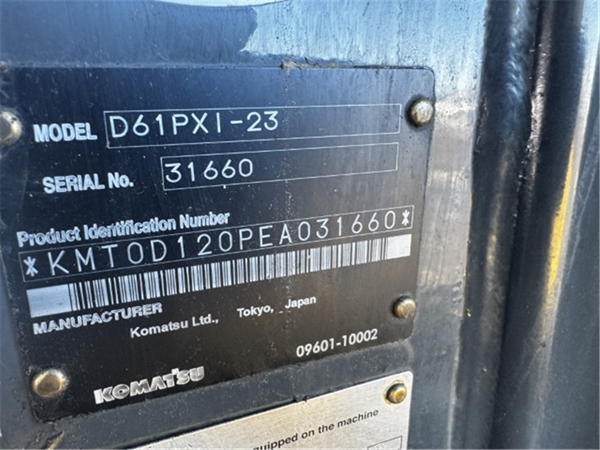 MODEL D61PXI-23
SERIAL No. 31660
Product Identification Number
*KMT0D120PEA031660*
MANUFACTURER
Komatsu Ltd., Tokyo, Japan
09601-10002
KOMATSU
equipped on the machine